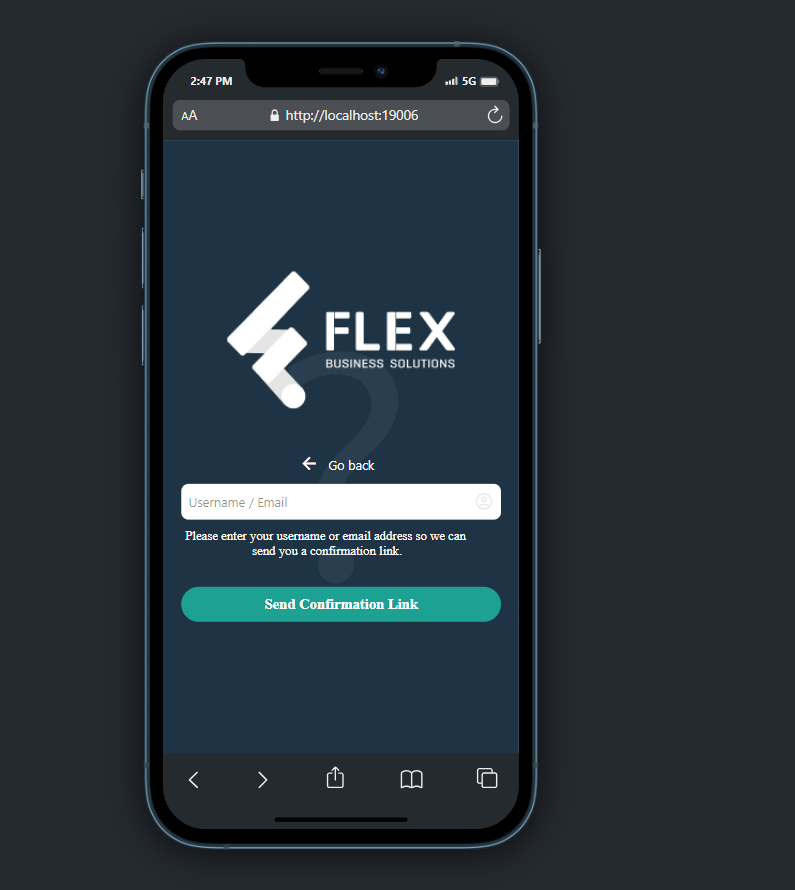 2:47 PM
5G
AA
http://localhost:19006
FLEX
BUSINESS SOLUTIONS
?
Go back
Username / Email
Please enter your username or email address so we can
send you a confirmation link.
Send Confirmation Link